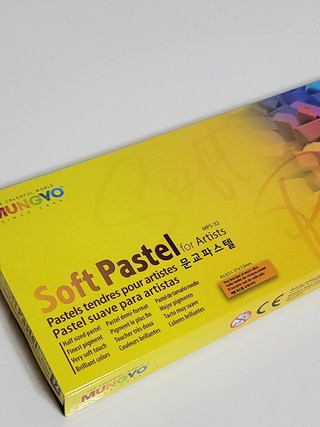 COLORFUL WORLD
MUNGYO
Soft Pastel for Artists
MPS-32
Pastels tendres pour artistes 문교파스텔
Pastel suave para artistas
Half sized pastel Pastel demi-format Pastel de tamaño medio
Finest pigment Pigment le plus fin Mejor pigmento
Very soft touch Toucher très doux Tacto muy suave
Brilliant colors Couleurs brillantes Colores brillantes
CE
Soft